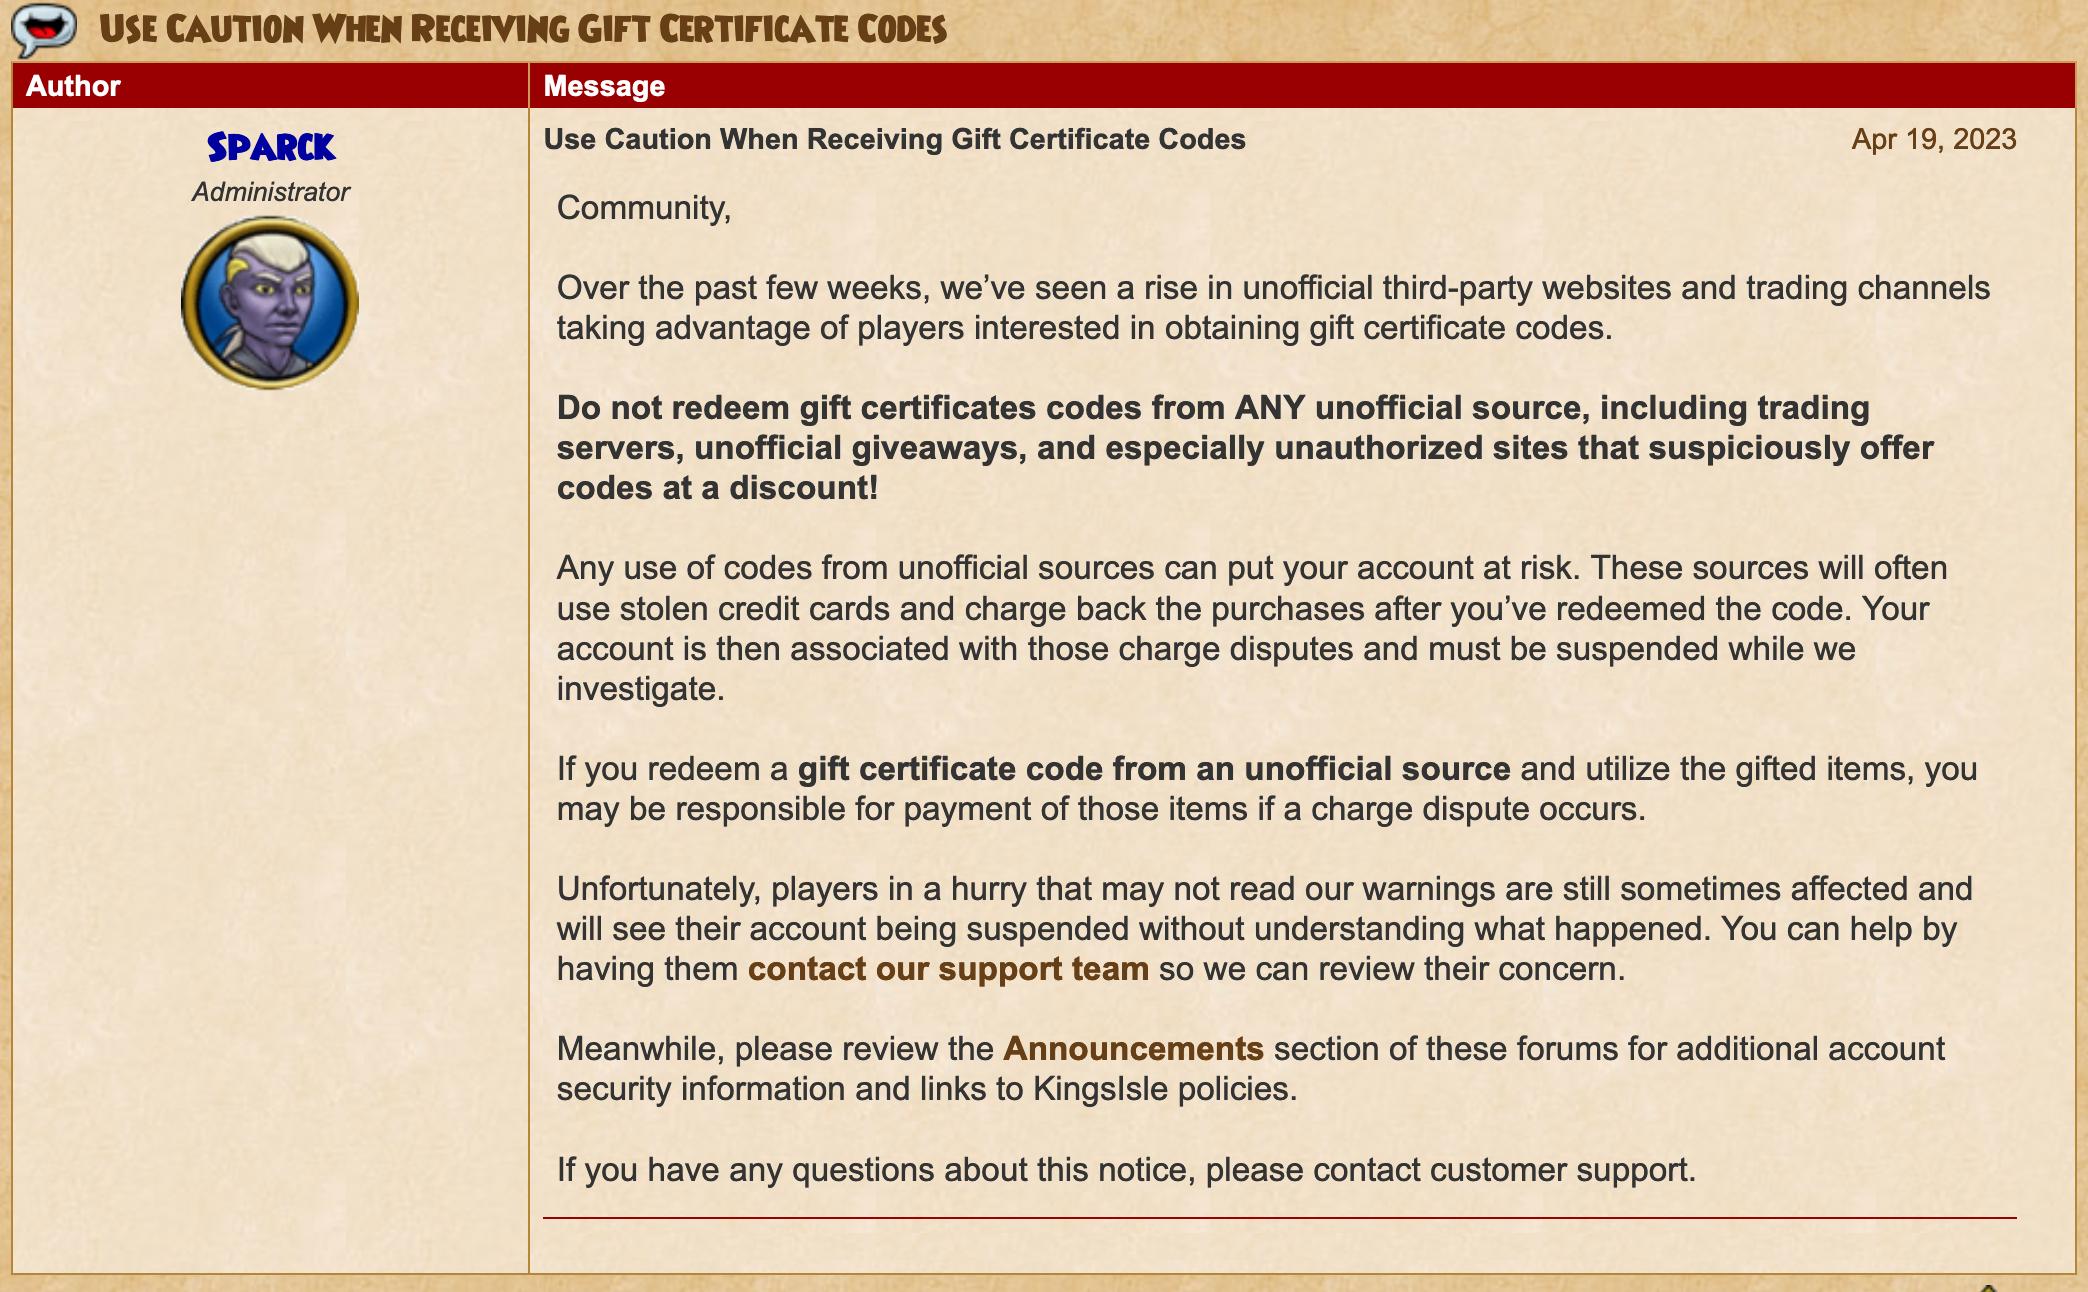 Use Caution When Receiving Gift Certificate Codes
Author
Message
Sparck
Administrator
Use Caution When Receiving Gift Certificate Codes
Apr 19, 2023
Community,
Over the past few weeks, we’ve seen a rise in unofficial third-party websites and trading channels
taking advantage of players interested in obtaining gift certificate codes.
Do not redeem gift certificates codes from ANY unofficial source, including trading
servers, unofficial giveaways, and especially unauthorized sites that suspiciously offer
codes at a discount!
Any use of codes from unofficial sources can put your account at risk. These sources will often
use stolen credit cards and charge back the purchases after you’ve redeemed the code. Your
account is then associated with those charge disputes and must be suspended while we
investigate.
If you redeem a gift certificate code from an unofficial source and utilize the gifted items, you
may be responsible for payment of those items if a charge dispute occurs.
Unfortunately, players in a hurry that may not read our warnings are still sometimes affected and
will see their account being suspended without understanding what happened. You can help by
having them contact our support team so we can review their concern.
Meanwhile, please review the Announcements section of these forums for additional account
security information and links to KingsIsle policies.
If you have any questions about this notice, please contact customer support.